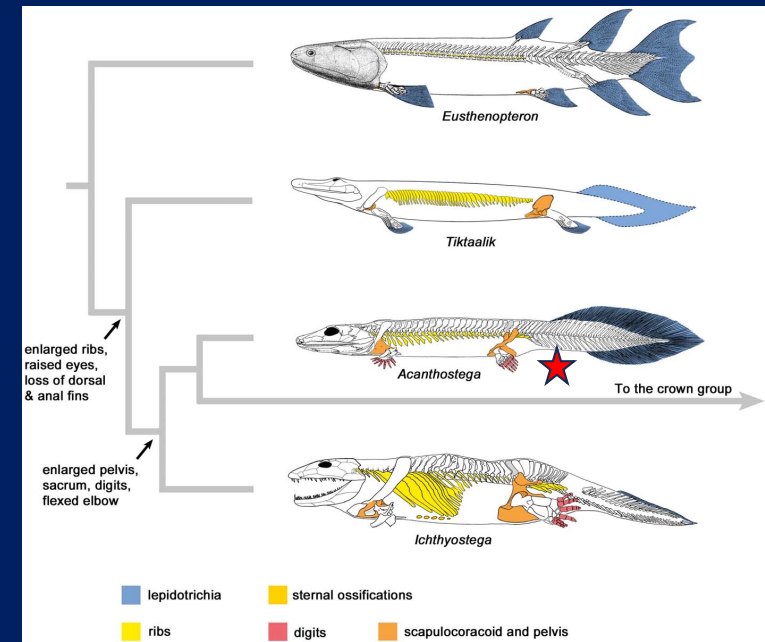 Eusthenopteron
Tiktaalik
enlarged ribs,
raised eyes,
loss of dorsal
& anal fins
Acanthostega
To the crown group
enlarged pelvis,
sacrum, digits,
flexed elbow
Ichthyostega
lepidotrichia
sternal ossifications
ribs
digits
scapulocoracoid and pelvis